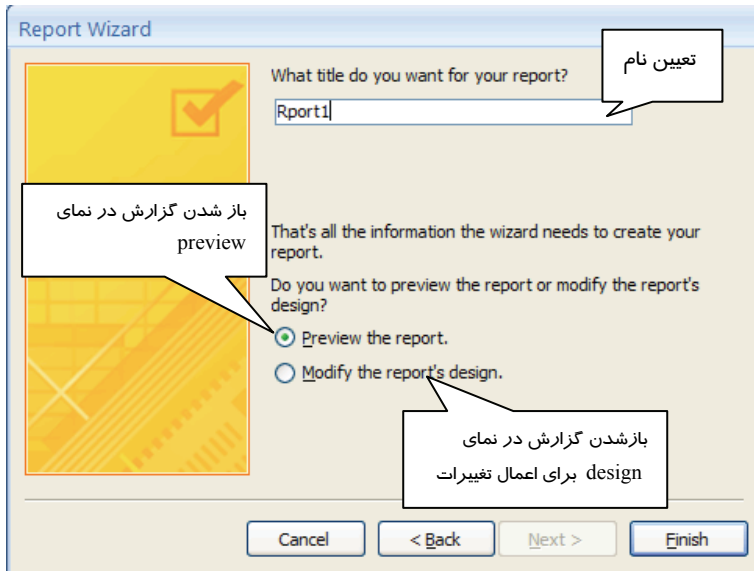 Report Wizard
تعیین نام
What title do you want for your report?
Rport1
باز شدن گزارش در نمای
preview
That's all the information the wizard needs to create your
report.
Do you want to preview the report or modify the report's
design?
Preview the report.
Modify the report's design.
بازشدن گزارش در نمای
design برای اعمال تغییرات
Cancel
< Back
Next >
Finish